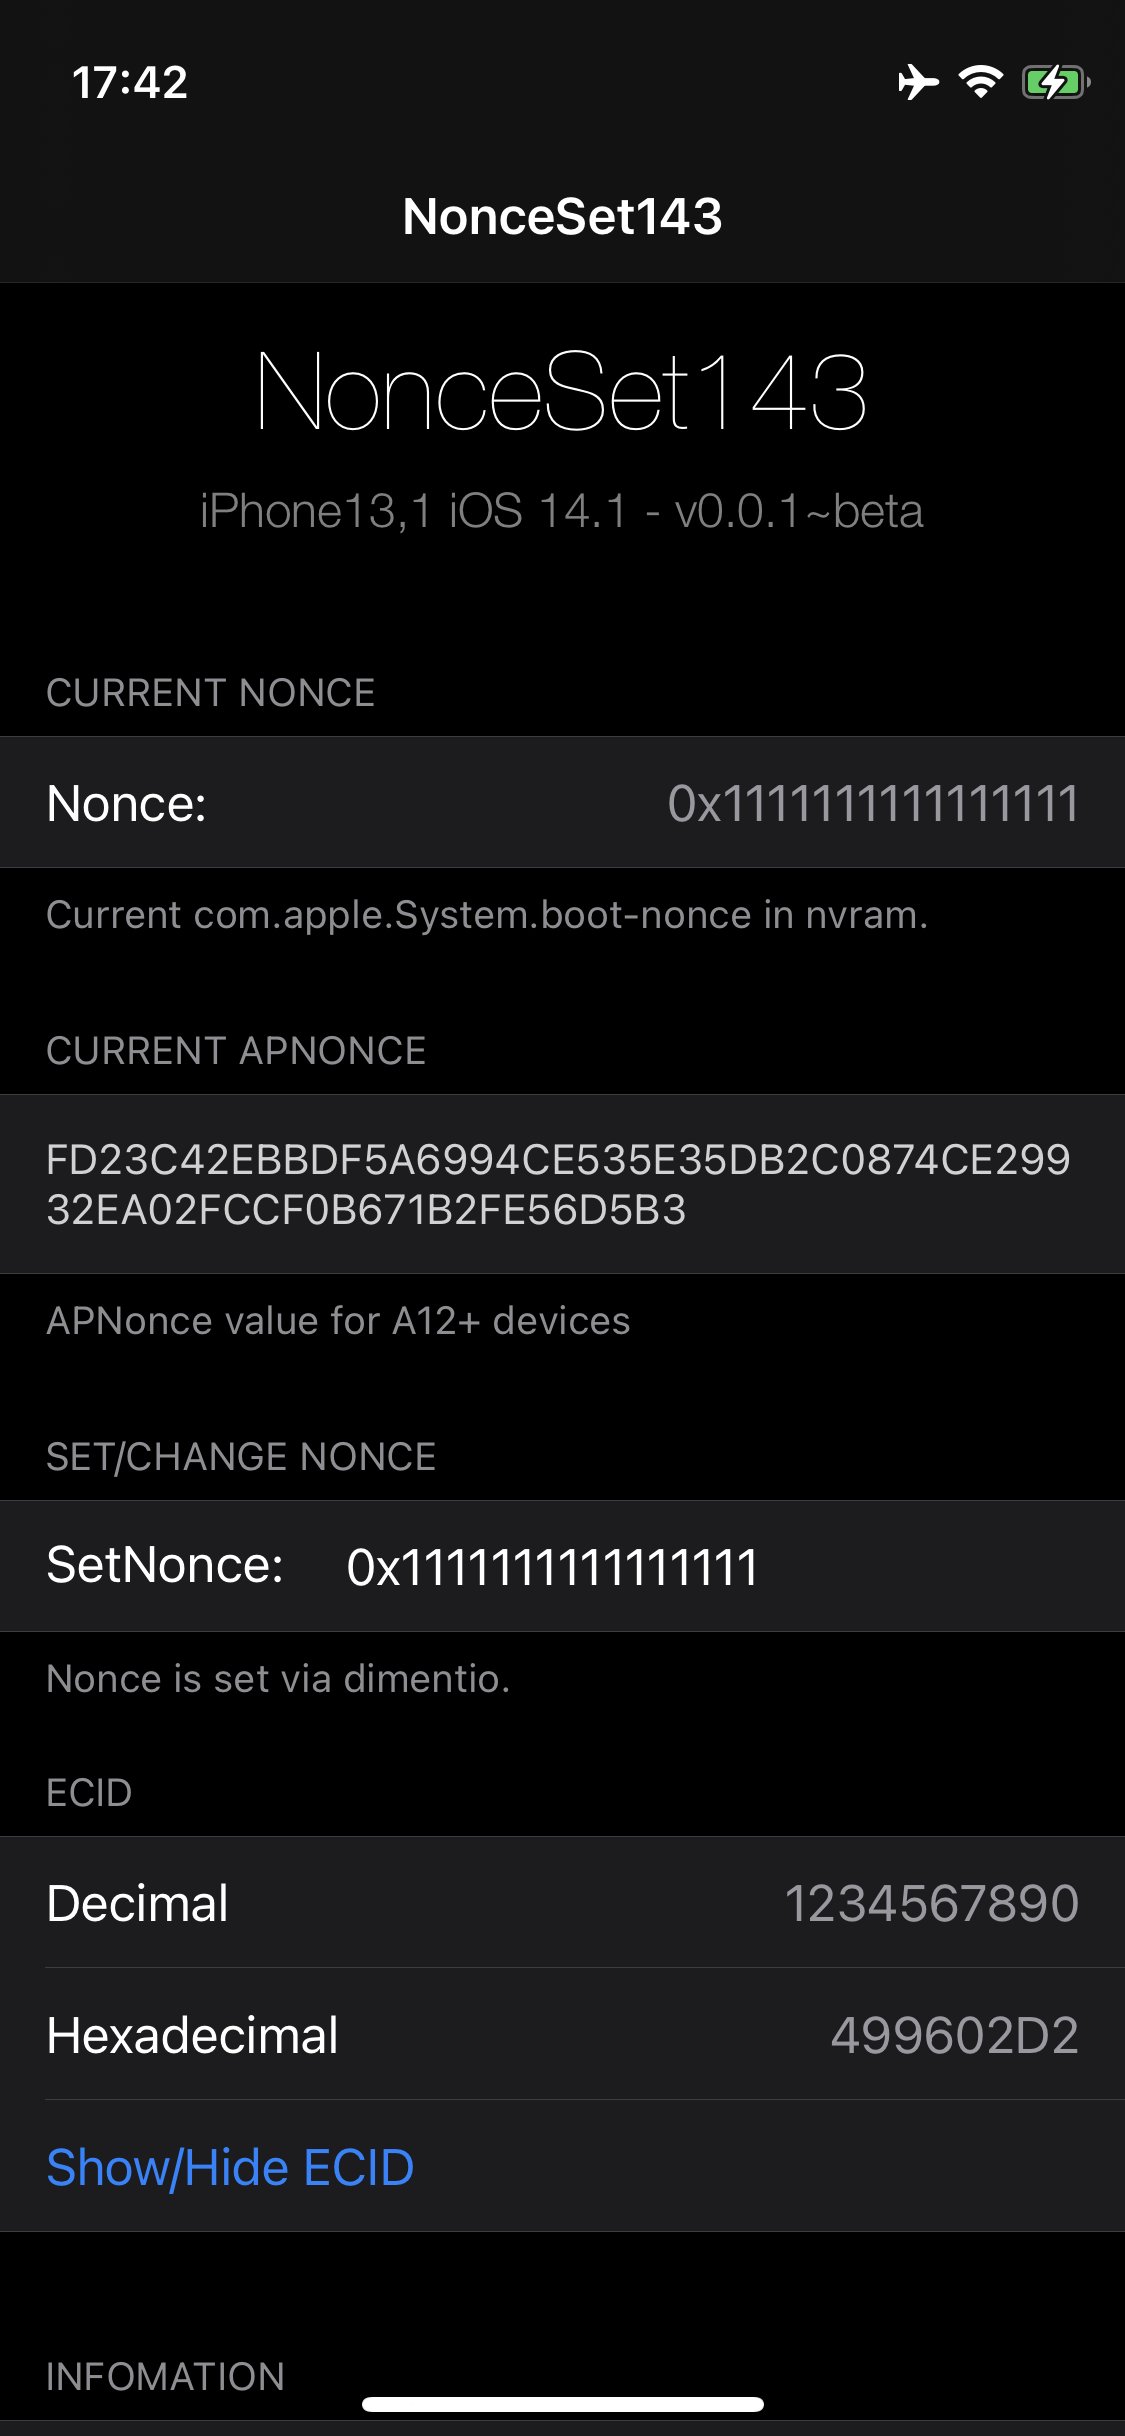 17:42
NonceSet143
NonceSet143
iPhone13,1 iOS 14.1 - v0.0.1~beta
CURRENT NONCE
Nonce: 0x1111111111111111
Current com.apple.System.boot-nonce in nvram.
CURRENT APNONCE
FD23C42EBBDF5A6994CE535E35DB2C0874CE299
32EA02FCCF0B671B2FE56D5B3
APNonce value for A12+ devices
SET/CHANGE NONCE
SetNonce: 0x1111111111111111
Nonce is set via dimentio.
ECID
Decimal 1234567890
Hexadecimal 499602D2
Show/Hide ECID
INFOMATION